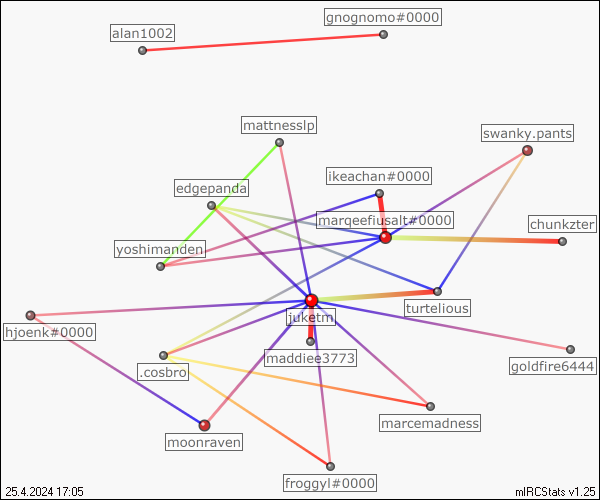 gnognomo#0000
alan1002
mattnesslp
swanky.pants
ikeachan#0000
edgepanda
marqeefiusalt#0000
chunkzter
yoshimanden
turtelious
juketm
hjoenk#0000
maddiee3773
goldfire6444
.cosbro
marcemadness
moonraven
froggyl#0000
25.4.2024 17:05
mIRCStats v1.25